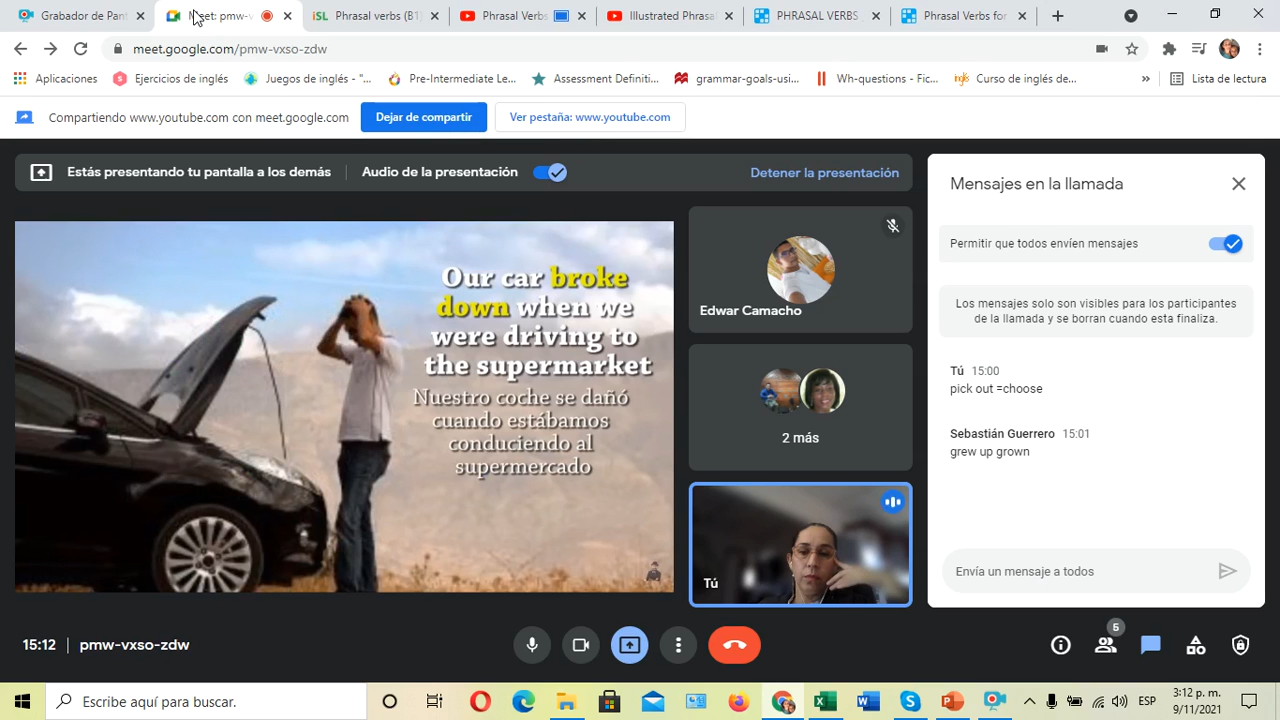 Grabador de Pan
Meet: pmw-v
Phrasal verbs (B1)
Phrasal Verbs
Illustrated Phrasal
PHRASAL VERBS
Phrasal Verbs for
meet.google.com/pmw-vxso-zdw
Aplicaciones
Ejercicios de inglés
Juegos de inglés - "...
Pre-Intermediate Le...
Assessment Definiti...
grammar-goals-usi...
Wh-questions - Fic...
Curso de inglés de...
»
Lista de lectura
Compartiendo www.youtube.com con meet.google.com
Dejar de compartir
Ver pestaña: www.youtube.com
Estás presentando tu pantalla a los demás
Audio de la presentación
Detener la presentación
Our car broke
down when we
were driving to
the supermarket
Nuestro coche se dañó
cuando estábamos
conduciendo al
supermercado
Edwar Camacho
2 más
Tú
Mensajes en la llamada
Permitir que todos envíen mensajes
Los mensajes solo son visibles para los participantes
de la llamada y se borran cuando esta finaliza.
Tú 15:00
pick out =choose
Sebastián Guerrero 15:01
grew up grown
Envía un mensaje a todos
15:12 | pmw-vxso-zdw
5
Escribe aquí para buscar.
ESP
3:12 p. m.
9/11/2021